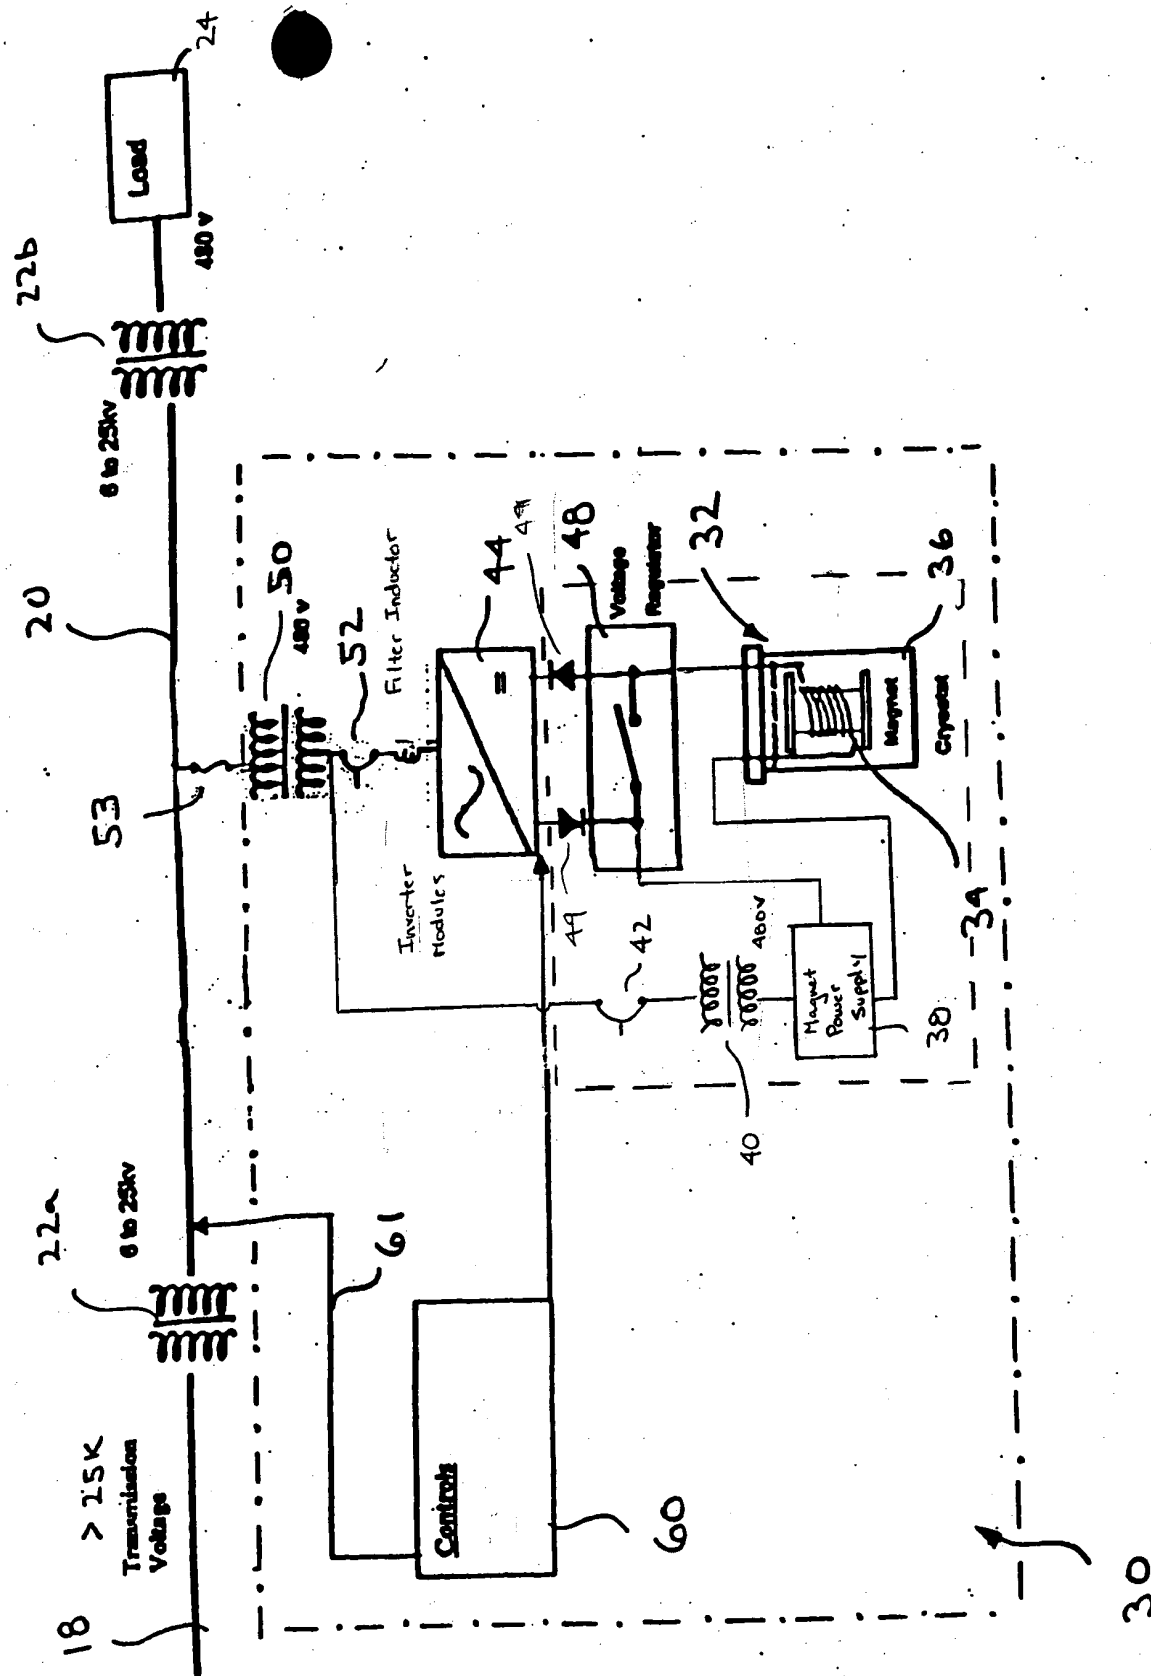 18
> 25K
Transmission
Voltage
22a
6 to 25kv
20
6 to 25kv
22b
480 v
Load
24
53
50
480 v
52
Filter Inductor
61
Controls
60
Inverter
Modules
44
49
49
48
Voltage
Regulator
42
40
480V
Magnet
Power
Supply
38
32
Magnet
36
Cryostat
34
30